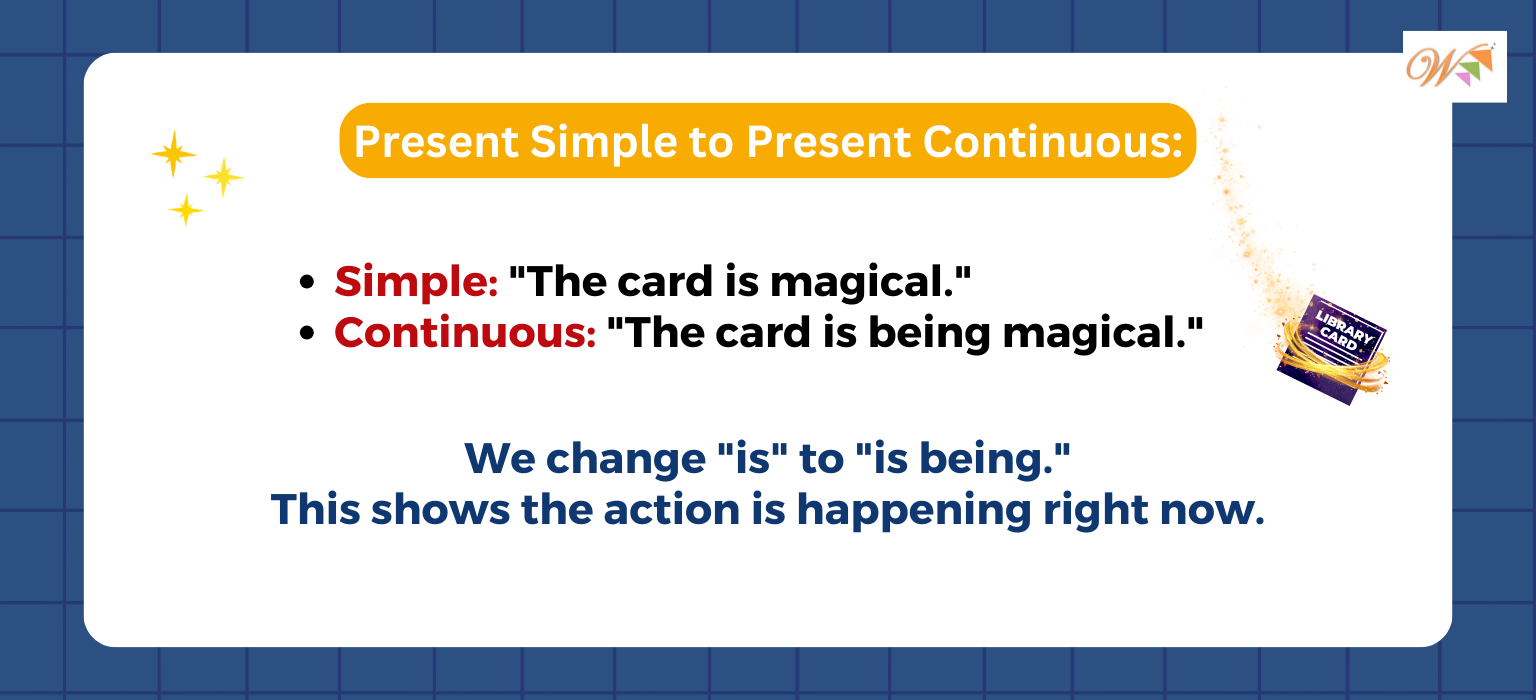 W
Present Simple to Present Continuous:
• Simple: "The card is magical."
• Continuous: "The card is being magical."
LIBRARY
CARD
We change "is" to "is being."
This shows the action is happening right now.